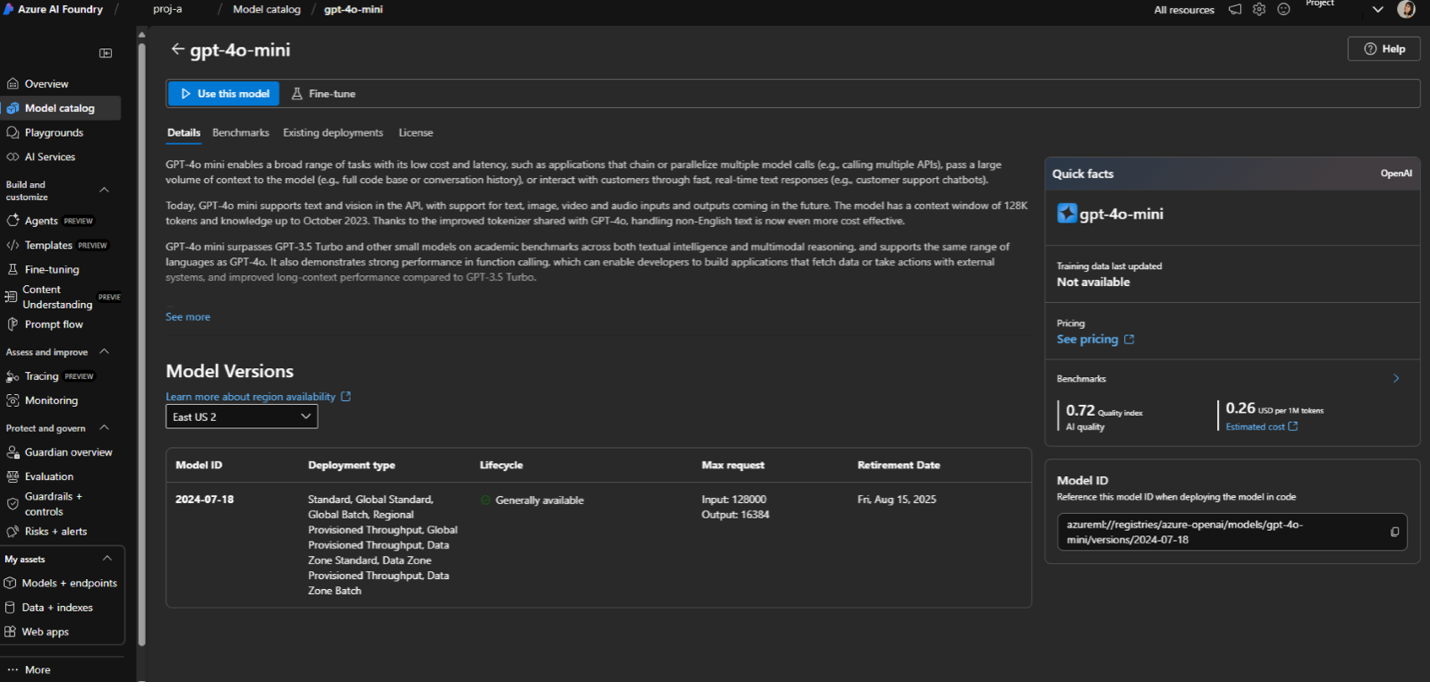 Azure AI Foundry / proj-a / Model catalog / gpt-4o-mini
All resources
Project
Overview
Model catalog
Playgrounds
AI Services
Build and
customize
Agents PREVIEW
Templates PREVIEW
Fine-tuning
Content
Understanding PREVIE
Prompt flow
Assess and improve
Tracing PREVIEW
Monitoring
Protect and govern
Guardian overview
Evaluation
Guardrails +
controls
Risks + alerts
My assets
Models + endpoints
Data + indexes
Web apps
... More
gpt-4o-mini
Help
Use this model
Fine-tune
Details
Benchmarks
Existing deployments
License
GPT-4o mini enables a broad range of tasks with its low cost and latency, such as applications that chain or parallelize multiple model calls (e.g., calling multiple APIs), pass a large
volume of context to the model (e.g., full code base or conversation history), or interact with customers through fast, real-time text responses (e.g., customer support chatbots).
Today, GPT-4o mini supports text and vision in the API, with support for text, image, video and audio inputs and outputs coming in the future. The model has a context window of 128K
tokens and knowledge up to October 2023. Thanks to the improved tokenizer shared with GPT-4o, handling non-English text is now even more cost effective.
GPT-4o mini surpasses GPT-3.5 Turbo and other small models on academic benchmarks across both textual intelligence and multimodal reasoning, and supports the same range of
languages as GPT-4o. It also demonstrates strong performance in function calling, which can enable developers to build applications that fetch data or take actions with external
systems, and improved long-context performance compared to GPT-3.5 Turbo.
See more
Model Versions
Learn more about region availability
East US 2
Model ID
Deployment type
Lifecycle
Max request
Retirement Date
2024-07-18
Standard, Global Standard,
Global Batch, Regional
Provisioned Throughput, Global
Provisioned Throughput, Data
Zone Standard, Data Zone
Provisioned Throughput, Data
Zone Batch
Generally available
Input: 128000
Output: 16384
Fri, Aug 15, 2025
Quick facts
OpenAI
gpt-4o-mini
Training data last updated
Not available
Pricing
See pricing
Benchmarks
0.72 Quality index
AI quality
0.26 USD per 1M tokens
Estimated cost
Model ID
Reference this model ID when deploying the model in code
azureml://registries/azure-openai/models/gpt-4o-
mini/versions/2024-07-18